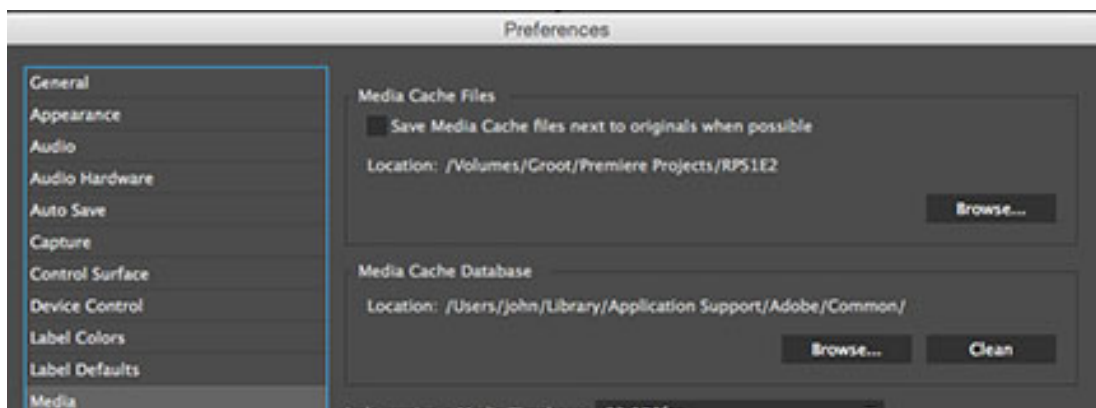 Preferences
General
Appearance
Audio
Audio Hardware
Auto Save
Capture
Control Surface
Device Control
Label Colors
Label Defaults
Media
Media Cache Files
Save Media Cache files next to originals when possible
Location: /Volumes/Groot/Premiere Projects/RPS1E2
Browse...
Media Cache Database
Location: /Users/john/Library/Application Support/Adobe/Common/
Browse... Clean